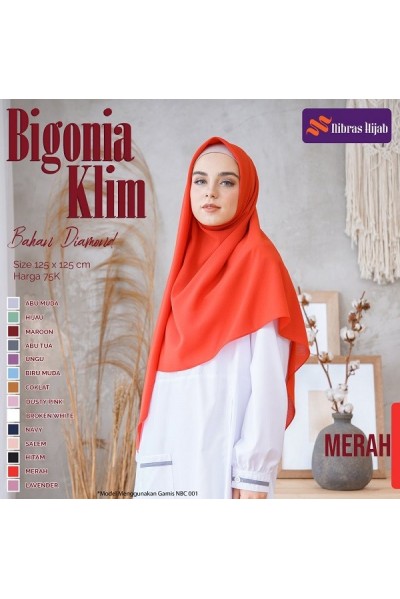 Bigonia
Klim
Nibras Hijab
Bahan Diamond
Size 125 x 125 cm
Harga 75K
ABU MUDA
HIJAU
MAROON
ABU TUA
UNGU
BIRU MUDA
COKLAT
DUSTY PINK
BROKEN WHITE
NAVY
SALEM
HITAM
MERAH
LAVENDER
MERAH
*Model Menggunakan Gamis NBC 001